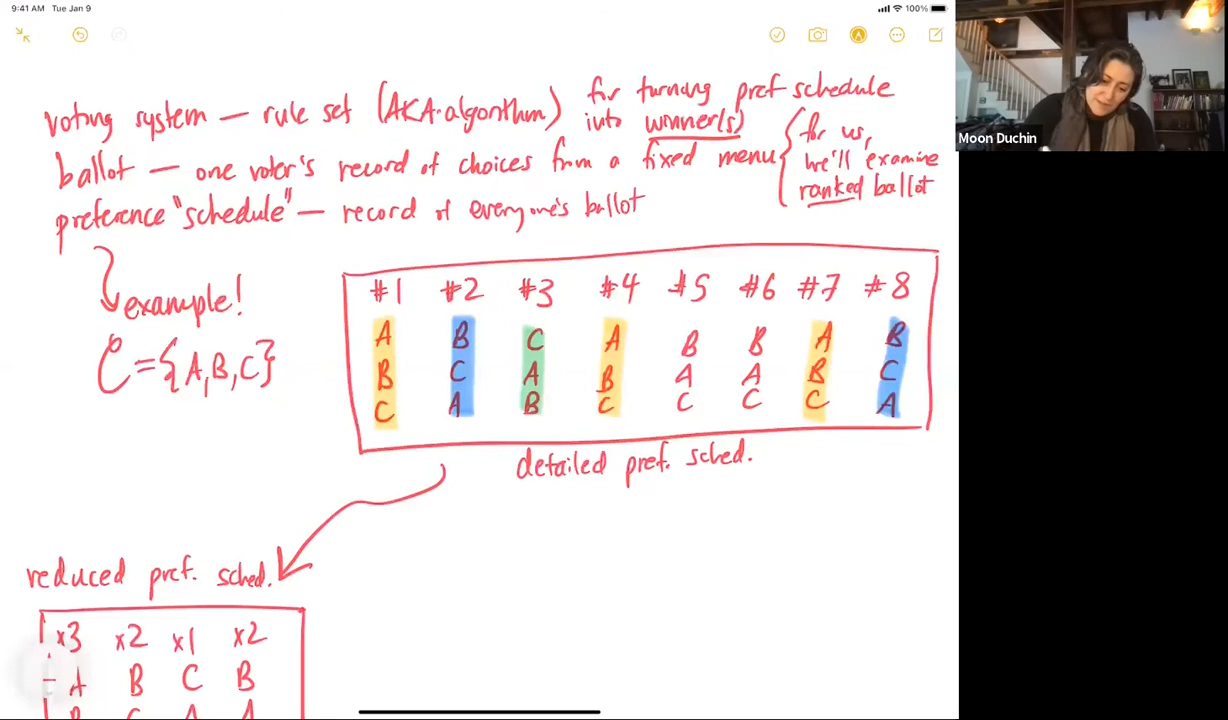 9:41 AM Tue Jan 9
100%
Moon Duchin
voting system — rule set (AKA algorithm) for turning pref schedule
into winner(s)
ballot — one voter's record of choices from a fixed menu
{for us,
we'll examine
ranked ballot
preference "schedule" — record of everyone's ballot
example!
C = {A, B, C}
#1 #2 #3 #4 #5 #6 #7 #8
A B C A B B A B
B C A B A A B C
C A B C C C C A
detailed pref. sched.
reduced pref. sched.
x3 x2 x1 x2
A B C B
B C A A